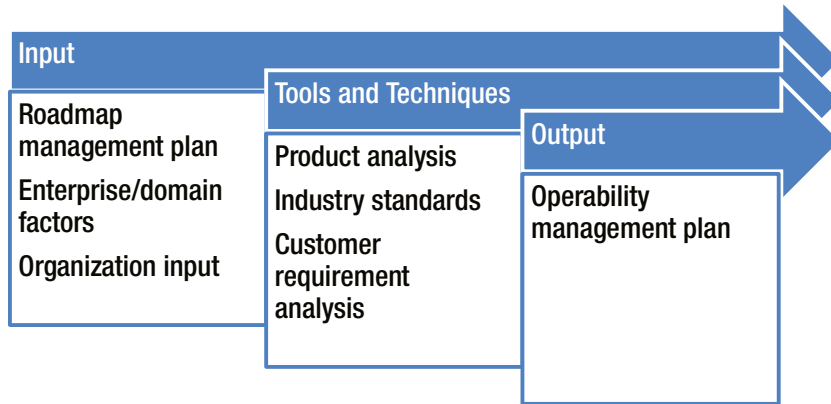 Input
Roadmap
management plan
Enterprise/domain
factors
Organization input
Tools and Techniques
Product analysis
Industry standards
Customer
requirement
analysis
Output
Operability
management plan